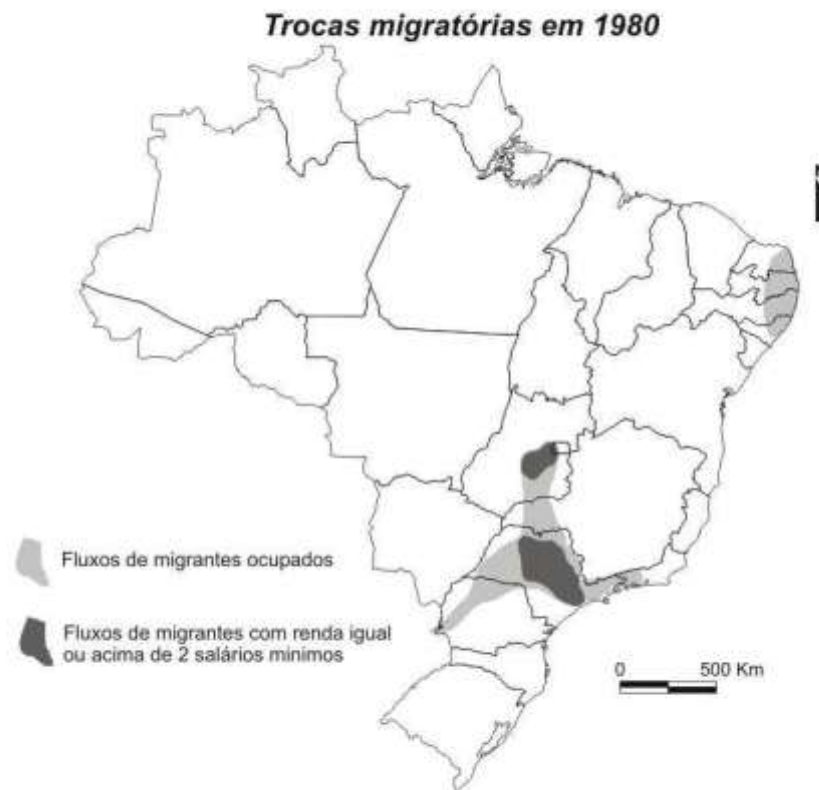 Trocas migratórias em 1980
Fluxos de migrantes ocupados
Fluxos de migrantes com renda igual
ou acima de 2 salários mínimos
0 500 Km